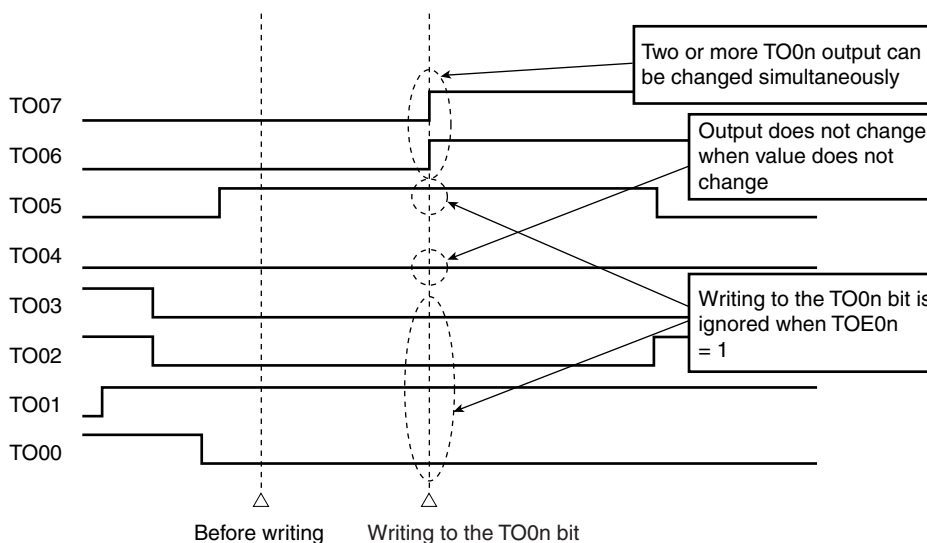 Two or more TO0n output can
be changed simultaneously
TO07
Output does not change
when value does not
change
TO06
TO05
TO04
Writing to the TO0n bit is
ignored when TOE0n
= 1
TO03
TO02
TO01
TO00
Before writing
Writing to the TO0n bit